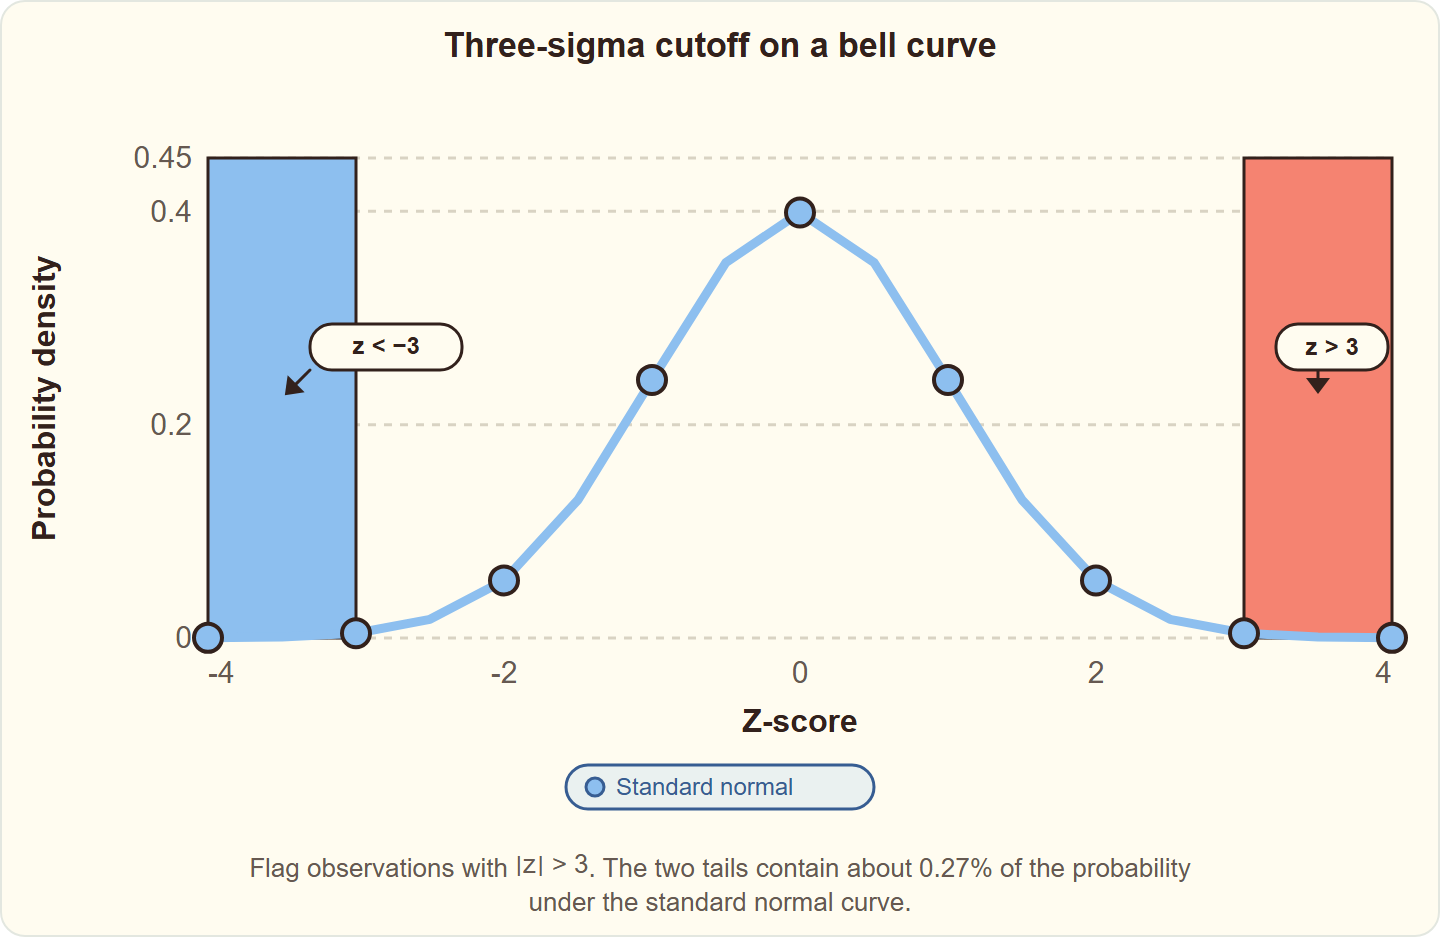 Three-sigma cutoff on a bell curve
Probability density
0.45
0.4
0.2
0
z < −3
z > 3
-4
-2
0
2
4
Z-score
Standard normal
Flag observations with |z| > 3. The two tails contain about 0.27% of the probability
under the standard normal curve.